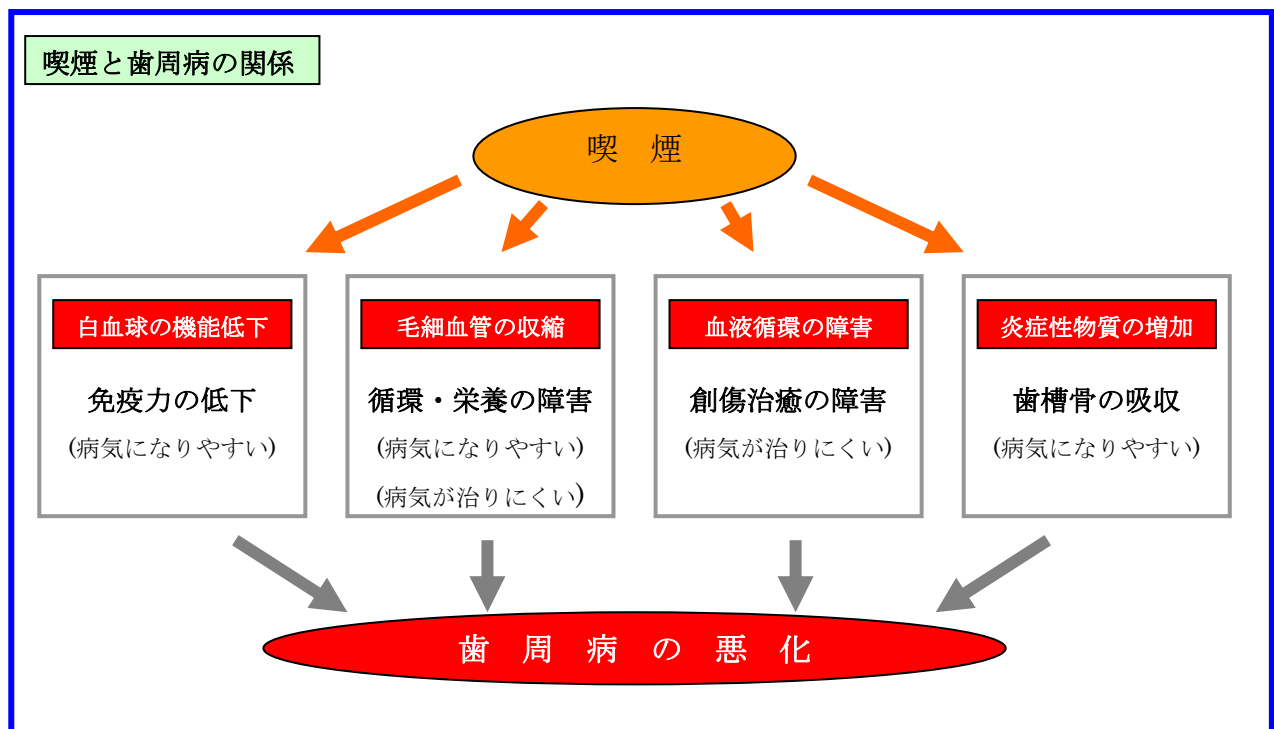 喫煙と歯周病の関係
喫　煙
白血球の機能低下
免疫力の低下
(病気になりやすい)
毛細血管の収縮
循環・栄養の障害
(病気になりやすい)
(病気が治りにくい)
血液循環の障害
創傷治癒の障害
(病気が治りにくい)
炎症性物質の増加
歯槽骨の吸収
(病気になりやすい)
歯　周　病　の　悪　化